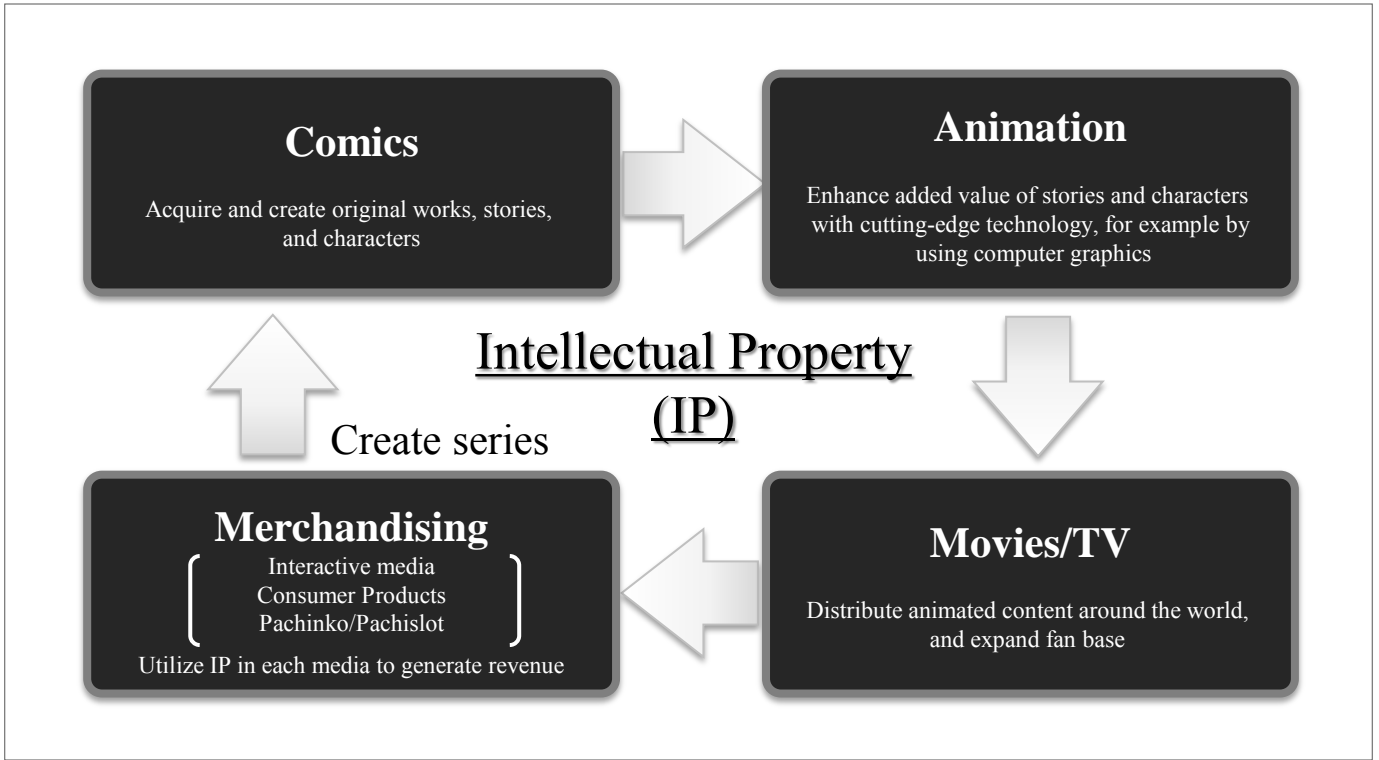 Comics
Acquire and create original works, stories,
and characters
Animation
Enhance added value of stories and characters
with cutting-edge technology, for example by
using computer graphics
Intellectual Property
(IP)
Create series
Merchandising
Interactive media
Consumer Products
Pachinko/Pachislot
Utilize IP in each media to generate revenue
Movies/TV
Distribute animated content around the world,
and expand fan base